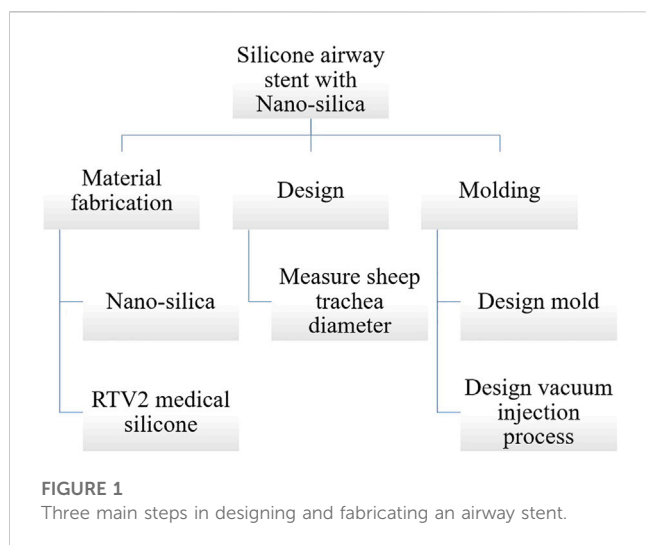 Silicone airway
stent with
Nano-silica
Material
fabrication
Design
Molding
Nano-silica
Measure sheep
trachea
diameter
Design mold
RTV2 medical
silicone
Design vacuum
injection
process
FIGURE 1
Three main steps in designing and fabricating an airway stent.